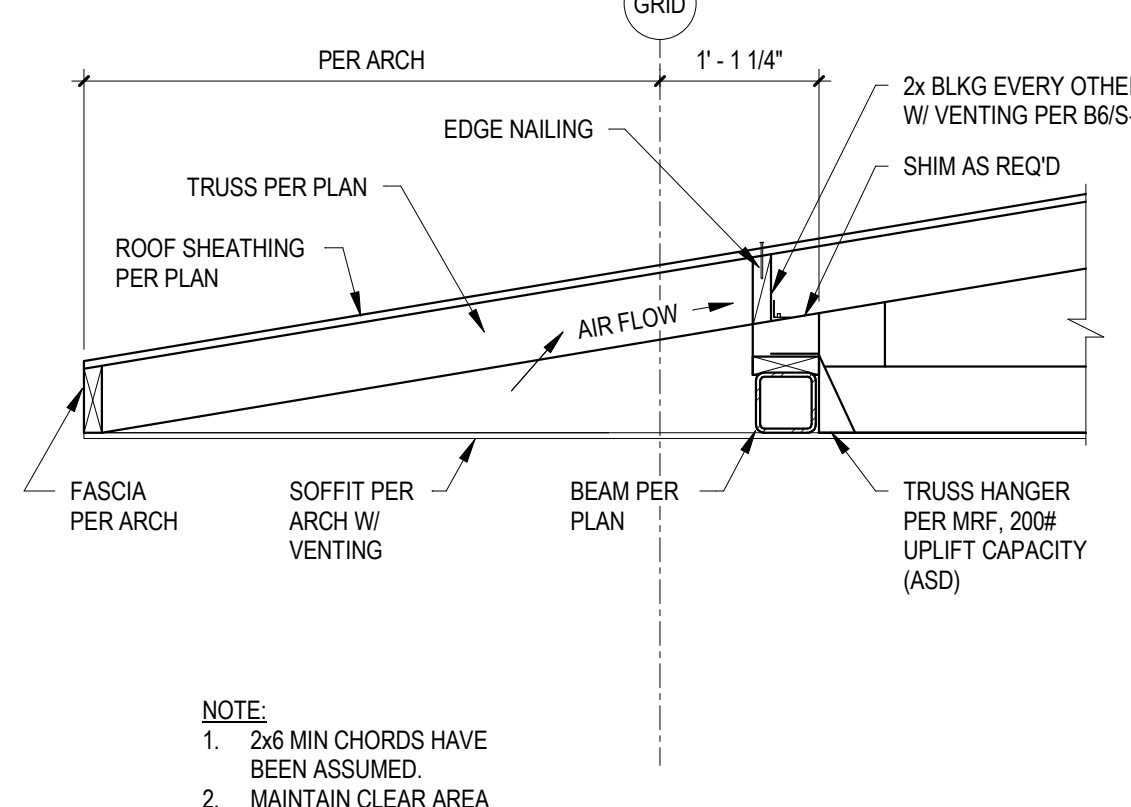 GRID
PER ARCH
1' - 1 1/4"
2x BLKG EVERY OTHER
W/ VENTING PER B6/S-
EDGE NAILING
SHIM AS REQ'D
TRUSS PER PLAN
ROOF SHEATHING
PER PLAN
AIR FLOW
FASCIA
PER ARCH
SOFFIT PER
ARCH W/
VENTING
BEAM PER
PLAN
TRUSS HANGER
PER MRF, 200#
UPLIFT CAPACITY
(ASD)
NOTE:
1. 2x6 MIN CHORDS HAVE
BEEN ASSUMED.
2. MAINTAIN CLEAR AREA